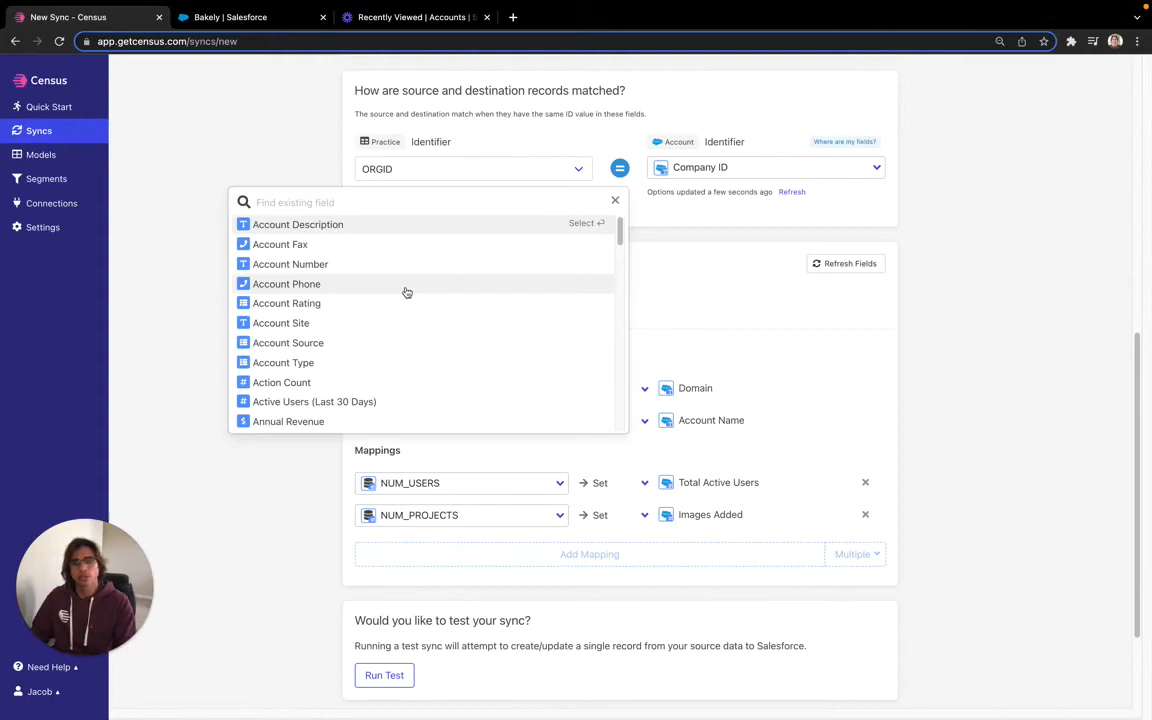 New Sync - Census
Bakely | Salesforce
Recently Viewed | Accounts | S
app.getcensus.com/syncs/new
Census
Quick Start
Syncs
Models
Segments
Connections
Settings
Need Help
Jacob
How are source and destination records matched?
The source and destination match when they have the same ID value in these fields.
Practice Identifier
Account Identifier
Where are my fields?
ORGID
Company ID
Options updated a few seconds ago Refresh
Find existing field
Account Description
Select
Account Fax
Account Number
Account Phone
Account Rating
Account Site
Account Source
Account Type
Action Count
Active Users (Last 30 Days)
Annual Revenue
Refresh Fields
Domain
Account Name
Mappings
NUM_USERS Set Total Active Users
NUM_PROJECTS Set Images Added
Add Mapping Multiple
Would you like to test your sync?
Running a test sync will attempt to create/update a single record from your source data to Salesforce.
Run Test